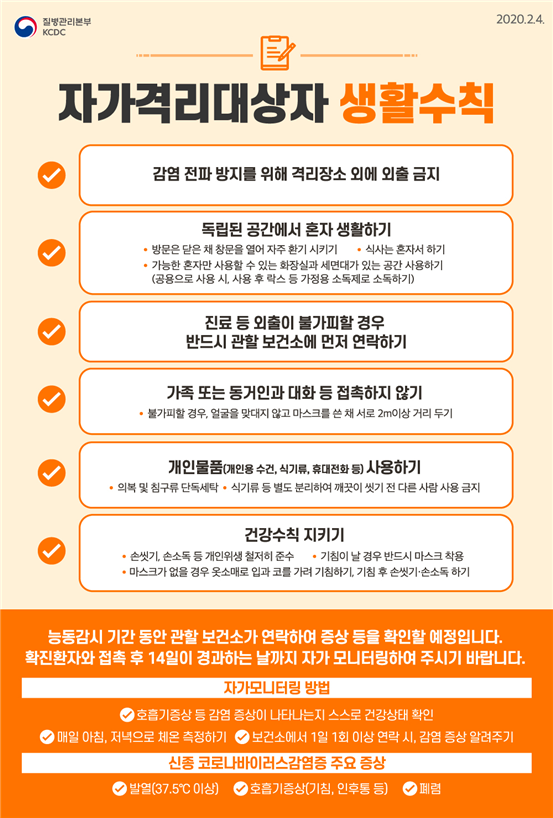 질병관리본부
KCDC
2020.2.4.
자가격리대상자 생활수칙
감염 전파 방지를 위해 격리장소 외에 외출 금지
독립된 공간에서 혼자 생활하기
• 방문은 닫은 채 창문을 열어 자주 환기 시키기 • 식사는 혼자서 하기
• 가능한 혼자만 사용할 수 있는 화장실과 세면대가 있는 공간 사용하기
(공용으로 사용 시, 사용 후 락스 등 가정용 소독제로 소독하기)
진료 등 외출이 불가피할 경우
반드시 관할 보건소에 먼저 연락하기
가족 또는 동거인과 대화 등 접촉하지 않기
• 불가피할 경우, 얼굴을 맞대지 않고 마스크를 쓴 채 서로 2m이상 거리 두기
개인물품(개인용 수건, 식기류, 휴대전화 등) 사용하기
• 의복 및 침구류 단독세탁 • 식기류 등 별도 분리하여 깨끗이 씻기 전 다른 사람 사용 금지
건강수칙 지키기
• 손씻기, 손소독 등 개인위생 철저히 준수 • 기침이 날 경우 반드시 마스크 착용
• 마스크가 없을 경우 옷소매로 입과 코를 가려 기침하기, 기침 후 손씻기·손소독 하기
능동감시 기간 동안 관할 보건소가 연락하여 증상 등을 확인할 예정입니다.
확진환자와 접촉 후 14일이 경과하는 날까지 자가 모니터링하여 주시기 바랍니다.
자가모니터링 방법
호흡기증상 등 감염 증상이 나타나는지 스스로 건강상태 확인
매일 아침, 저녁으로 체온 측정하기 보건소에서 1일 1회 이상 연락 시, 감염 증상 알려주기
신종 코로나바이러스감염증 주요 증상
발열(37.5℃ 이상) 호흡기증상(기침, 인후통 등) 폐렴